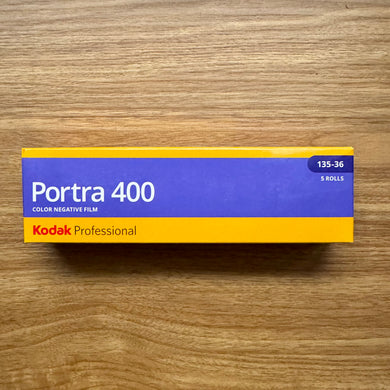 135-36
5 ROLLS
Portra 400
COLOR NEGATIVE FILM
Kodak Professional